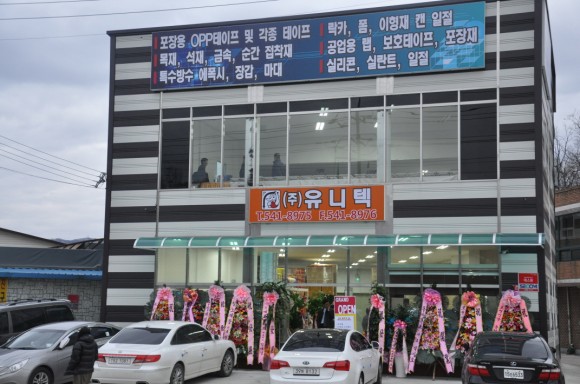 포장용 OPP테이프 및 각종 테이프
목재, 석재, 금속, 순간 접착제
특수방수 에폭시, 장갑, 마대
락카, 폼, 이형제 캔 일절
공업용 랩, 보호테이프, 포장재
실리콘, 실란트, 일절
(주)유니텍
T.541-8975 F.541-8976
GRAND
OPEN